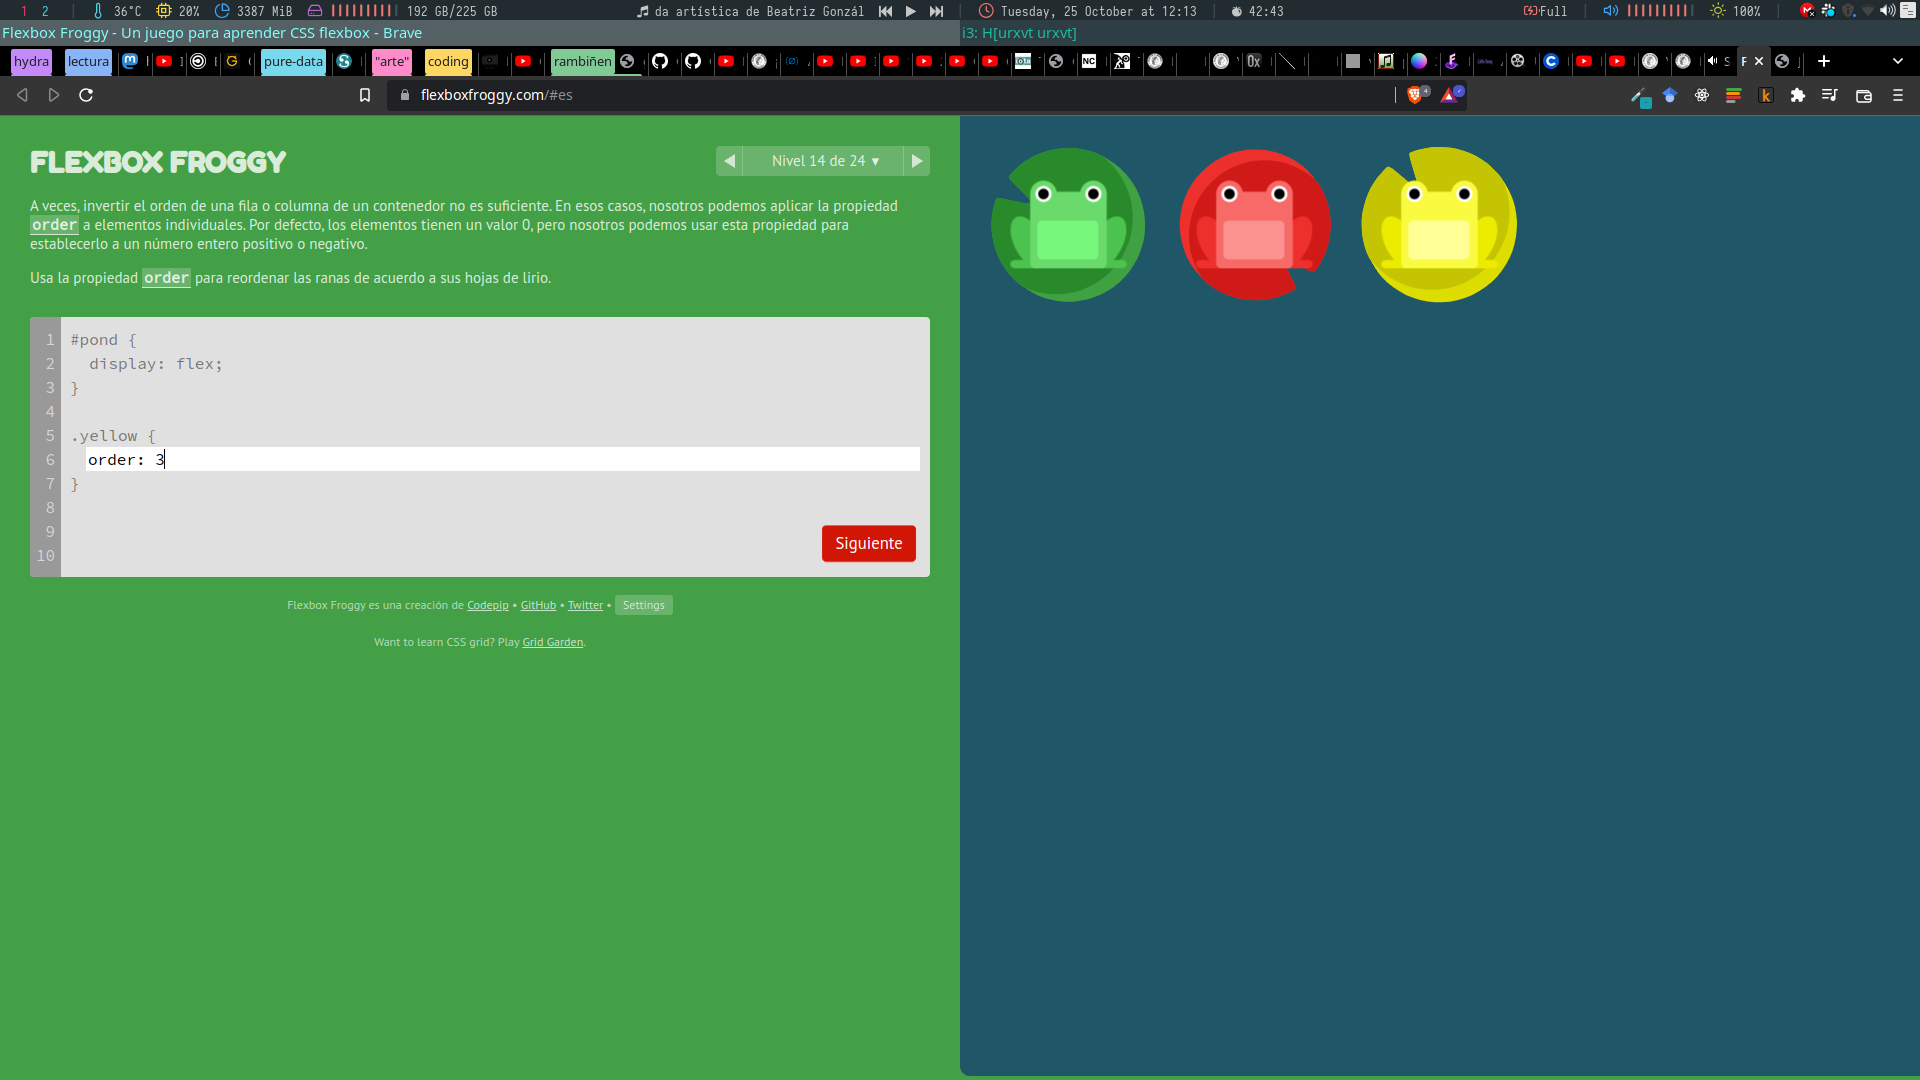 1 2 36°C 20% 3387 MiB 192 GB/225 GB da artística de Beatriz Gonzál Tuesday, 25 October at 12:13 42:43 Full 100%
Flexbox Froggy - Un juego para aprender CSS flexbox - Brave i3: H[urxvt urxvt]
hydra lectura pure-data "arte" coding rambiñen NC 0x
flexboxfroggy.com/#es
FLEXBOX FROGGY
Nivel 14 de 24 ▼
A veces, invertir el orden de una fila o columna de un contenedor no es suficiente. En esos casos, nosotros podemos aplicar la propiedad
order a elementos individuales. Por defecto, los elementos tienen un valor 0, pero nosotros podemos usar esta propiedad para
establecerlo a un número entero positivo o negativo.
Usa la propiedad order para reordenar las ranas de acuerdo a sus hojas de lirio.
1 #pond {
2 display: flex;
3 }
4
5 .yellow {
6 order: 3
7 }
8
9
10
Siguiente
Flexbox Froggy es una creación de Codepip • GitHub • Twitter • Settings
Want to learn CSS grid? Play Grid Garden.